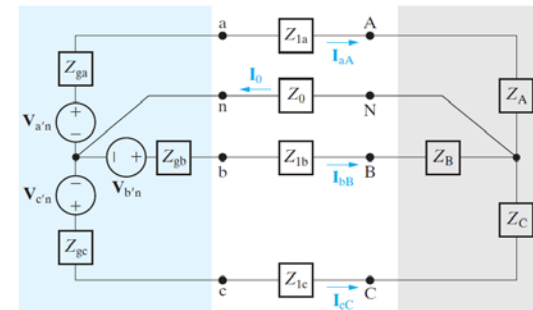 a
Z1a
A
IaA
Zga
I0
n
Z0
N
ZA
Va'n
+
−
− +
Vb'n
Zgb
b
Z1b
IbB
B
ZB
Vc'n
−
+
Zgc
ZC
c
Z1c
IcC
C